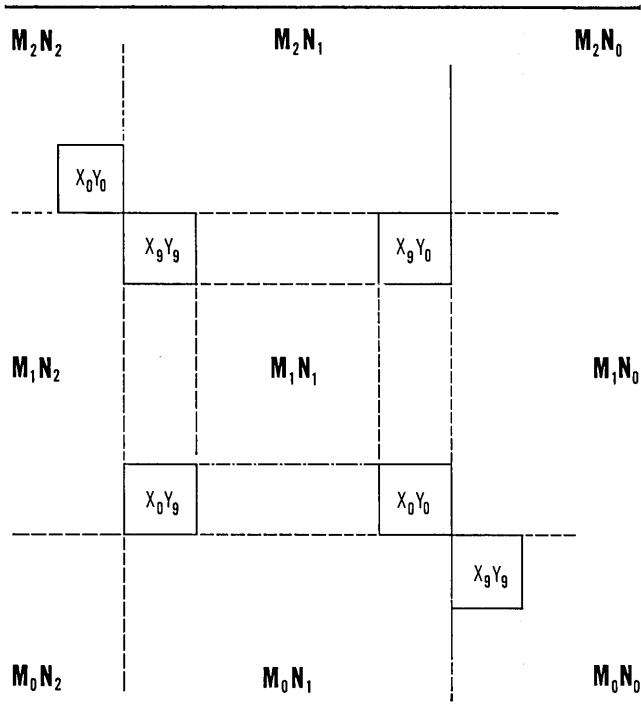 M₂N₂ M₂N₁ M₂N₀
X₀Y₀
X₉Y₉ X₉Y₀
M₁N₂ M₁N₁ M₁N₀
X₀Y₉ X₀Y₀
X₉Y₉
M₀N₂ M₀N₁ M₀N₀